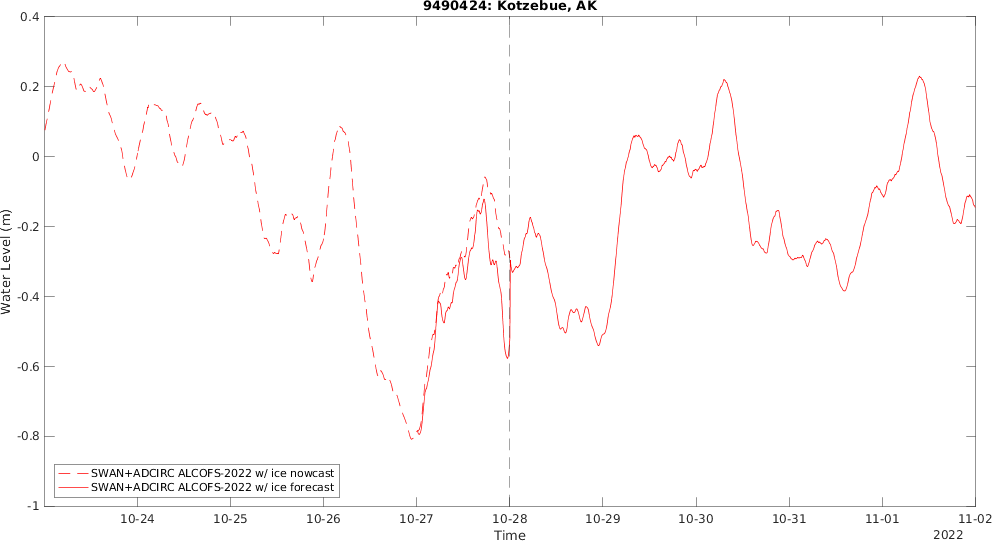 9490424: Kotzebue, AK
0.4
0.2
0
-0.2
-0.4
-0.6
-0.8
-1
Water Level (m)
SWAN+ADCIRC ALCOFS-2022 w/ ice nowcast
SWAN+ADCIRC ALCOFS-2022 w/ ice forecast
10-24 10-25 10-26 10-27 10-28 10-29 10-30 10-31 11-01 11-02
Time
2022